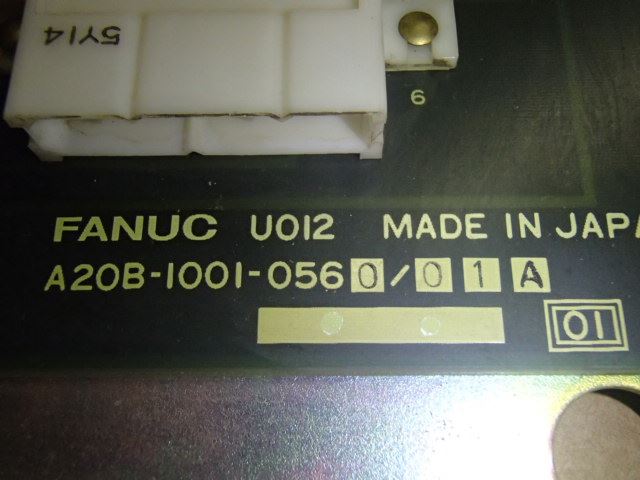 5Y14
6
FANUC U012 MADE IN JAPA
A20B-1001-0560/01A
01